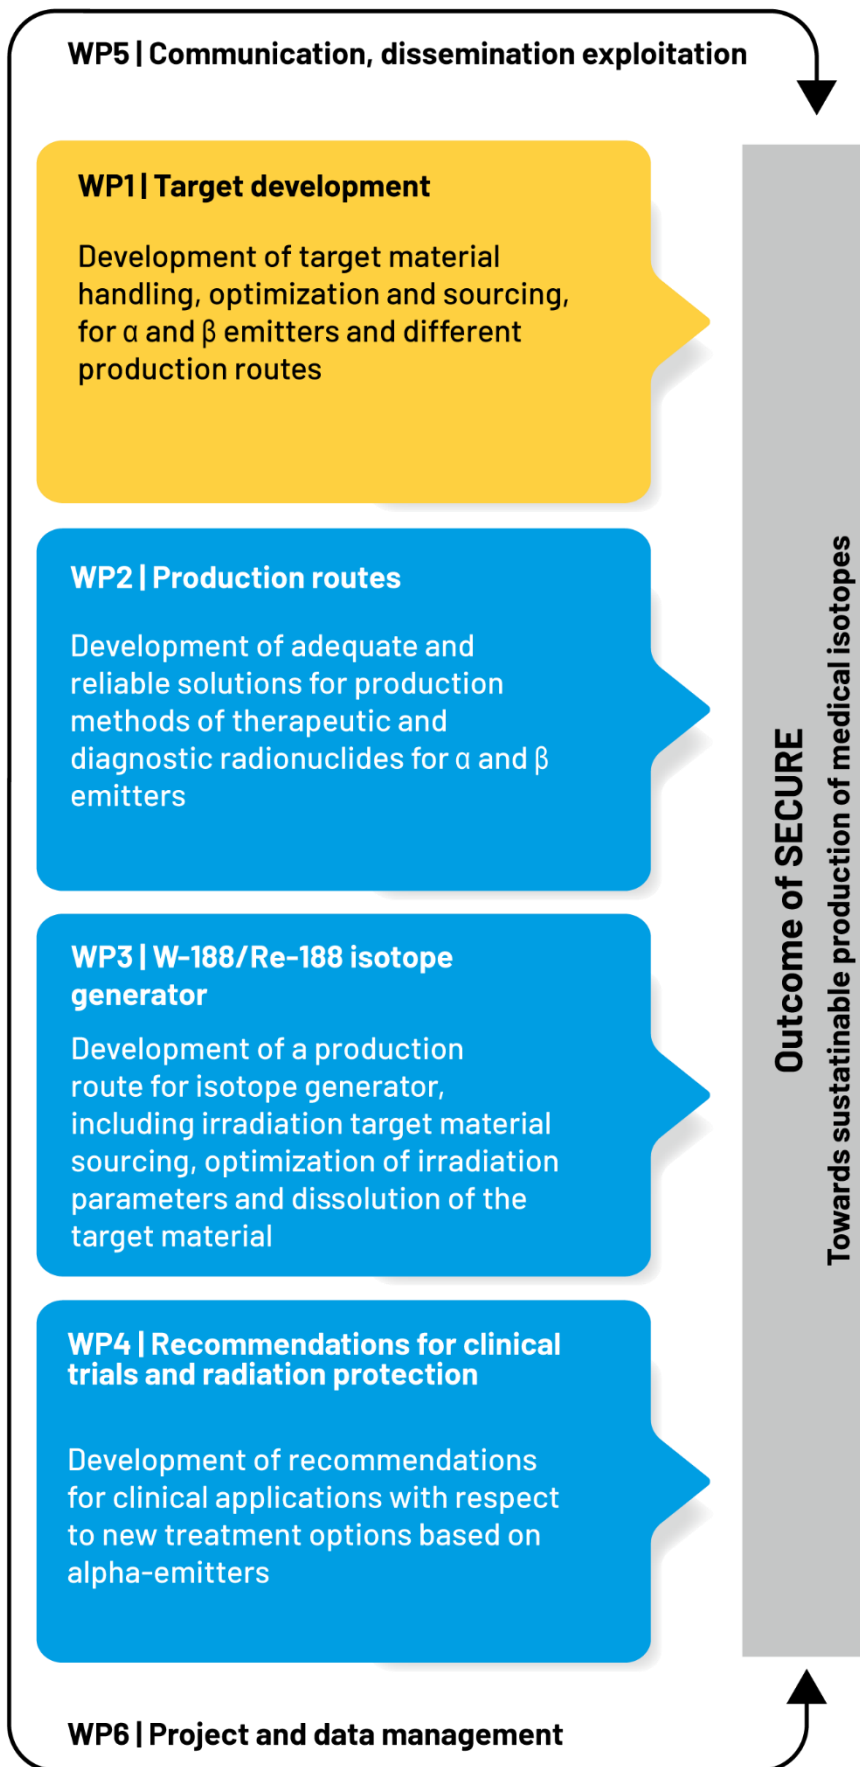 WP5 | Communication, dissemination exploitation
WP1 | Target development
Development of target material
handling, optimization and sourcing,
for α and β emitters and different
production routes
WP2 | Production routes
Development of adequate and
reliable solutions for production
methods of therapeutic and
diagnostic radionuclides for α and β
emitters
WP3 | W-188/Re-188 isotope
generator
Development of a production
route for isotope generator,
including irradiation target material
sourcing, optimization of irradiation
parameters and dissolution of the
target material
WP4 | Recommendations for clinical
trials and radiation protection
Development of recommendations
for clinical applications with respect
to new treatment options based on
alpha-emitters
WP6 | Project and data management
Outcome of SECURE
Towards sustatinable production of medical isotopes